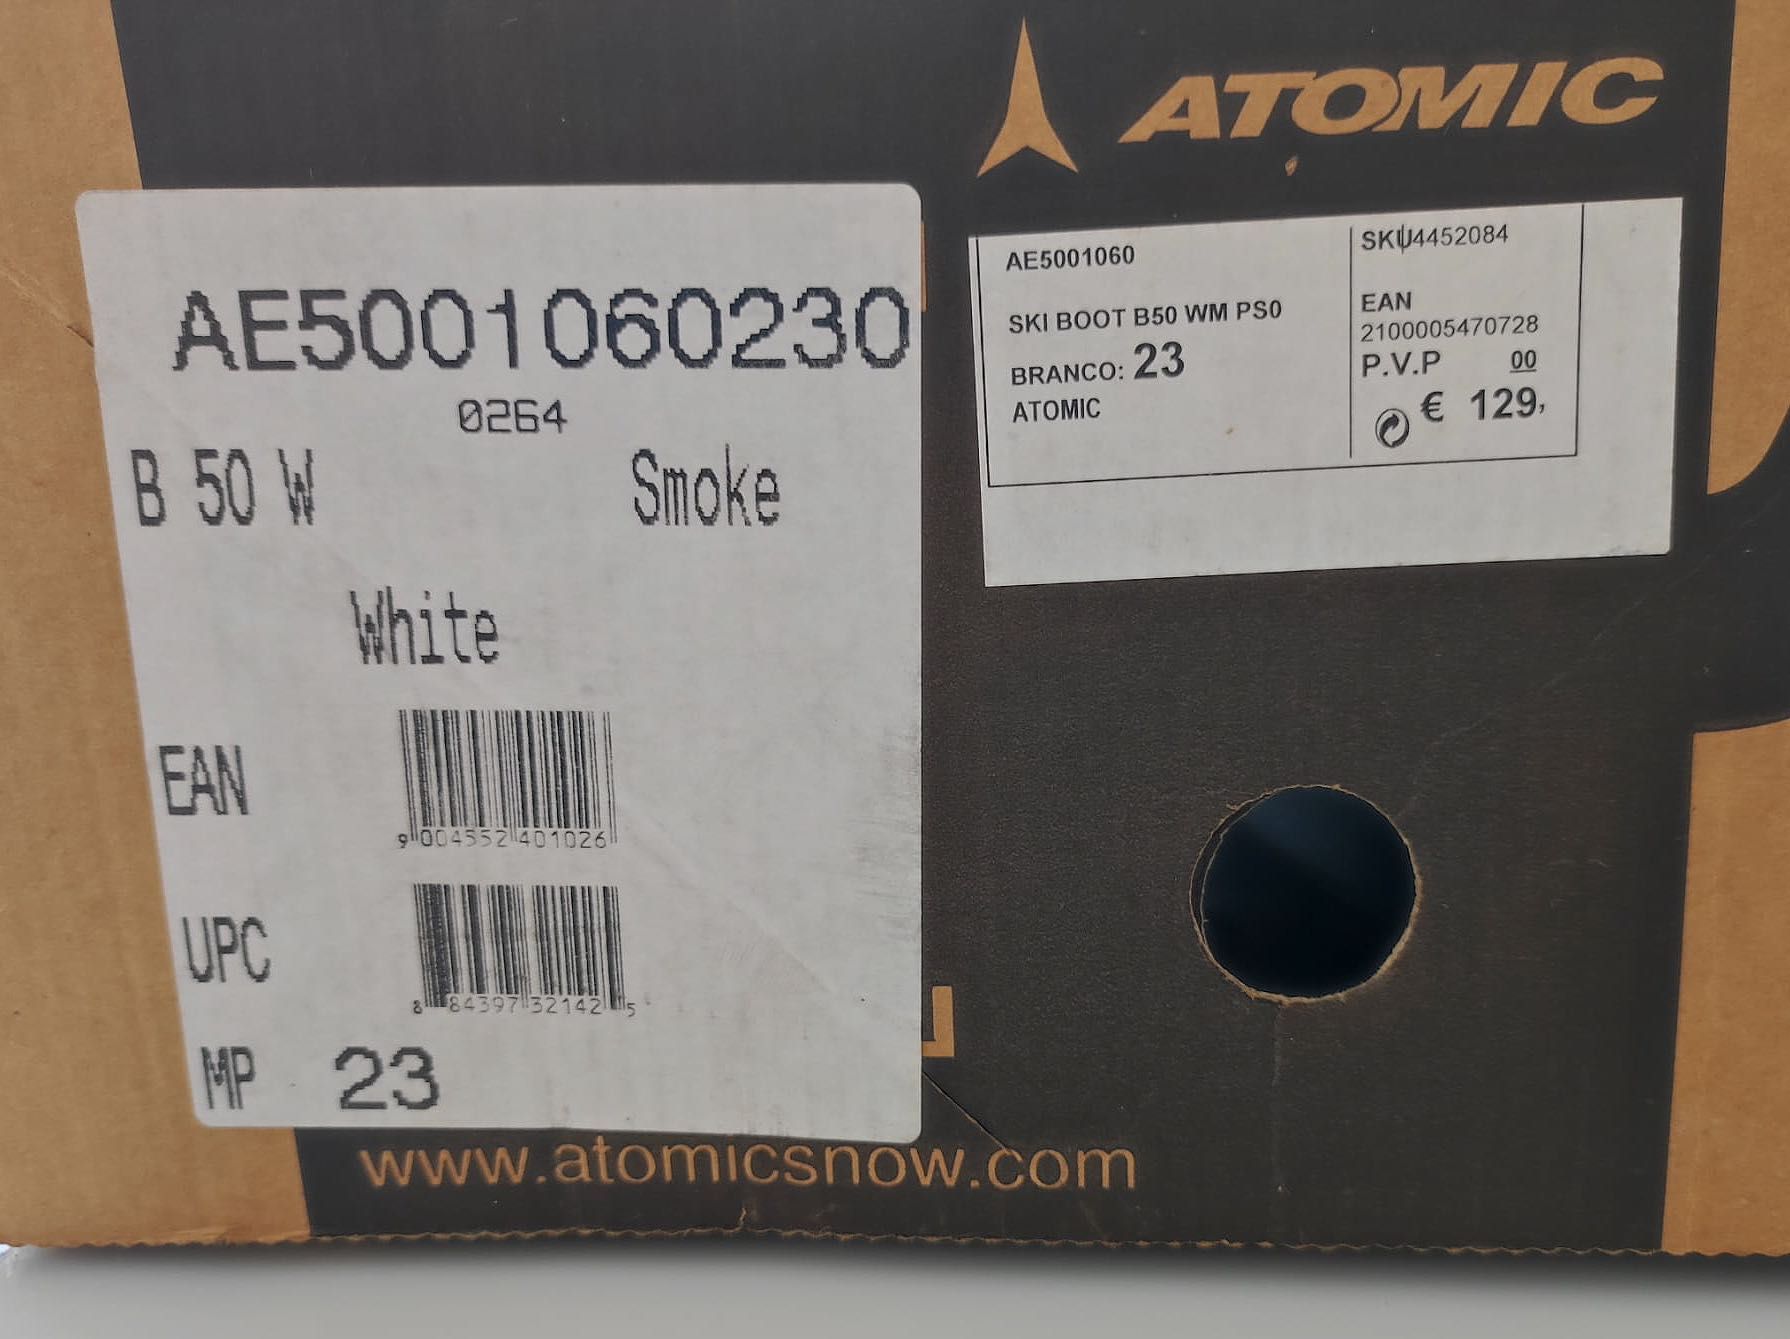 ATOMIC
AE5001060230
0264
B 50 W Smoke
White
EAN
9 004552 401026
UPC
8 84397 32142 5
MP 23
AE5001060
SKI BOOT B50 WM PS0
BRANCO: 23
ATOMIC
SKU4452084
EAN
2100005470728
P.V.P 00
€ 129,
www.atomicsnow.com